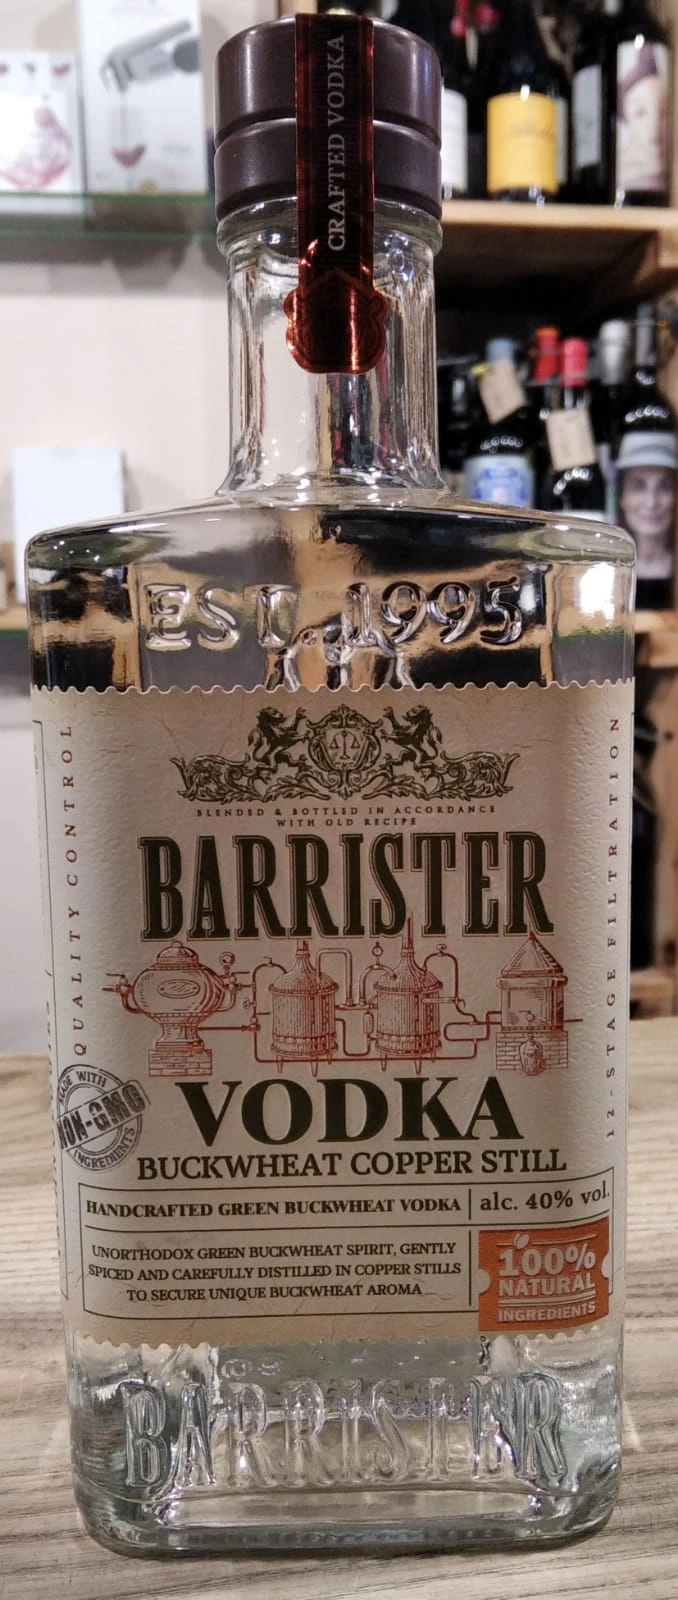 CRAFTED VODKA
EST. 1995
BLENDED & BOTTLED IN ACCORDANCE
WITH OLD RECIPE
BARRISTER
QUALITY CONTROL
12-STAGE FILTRATION
MADE WITH
NON-GMO
INGREDIENTS
VODKA
BUCKWHEAT COPPER STILL
HANDCRAFTED GREEN BUCKWHEAT VODKA
alc. 40% vol.
UNORTHODOX GREEN BUCKWHEAT SPIRIT, GENTLY
SPICED AND CAREFULLY DISTILLED IN COPPER STILLS
TO SECURE UNIQUE BUCKWHEAT AROMA
100%
NATURAL
INGREDIENTS
BARRISTER